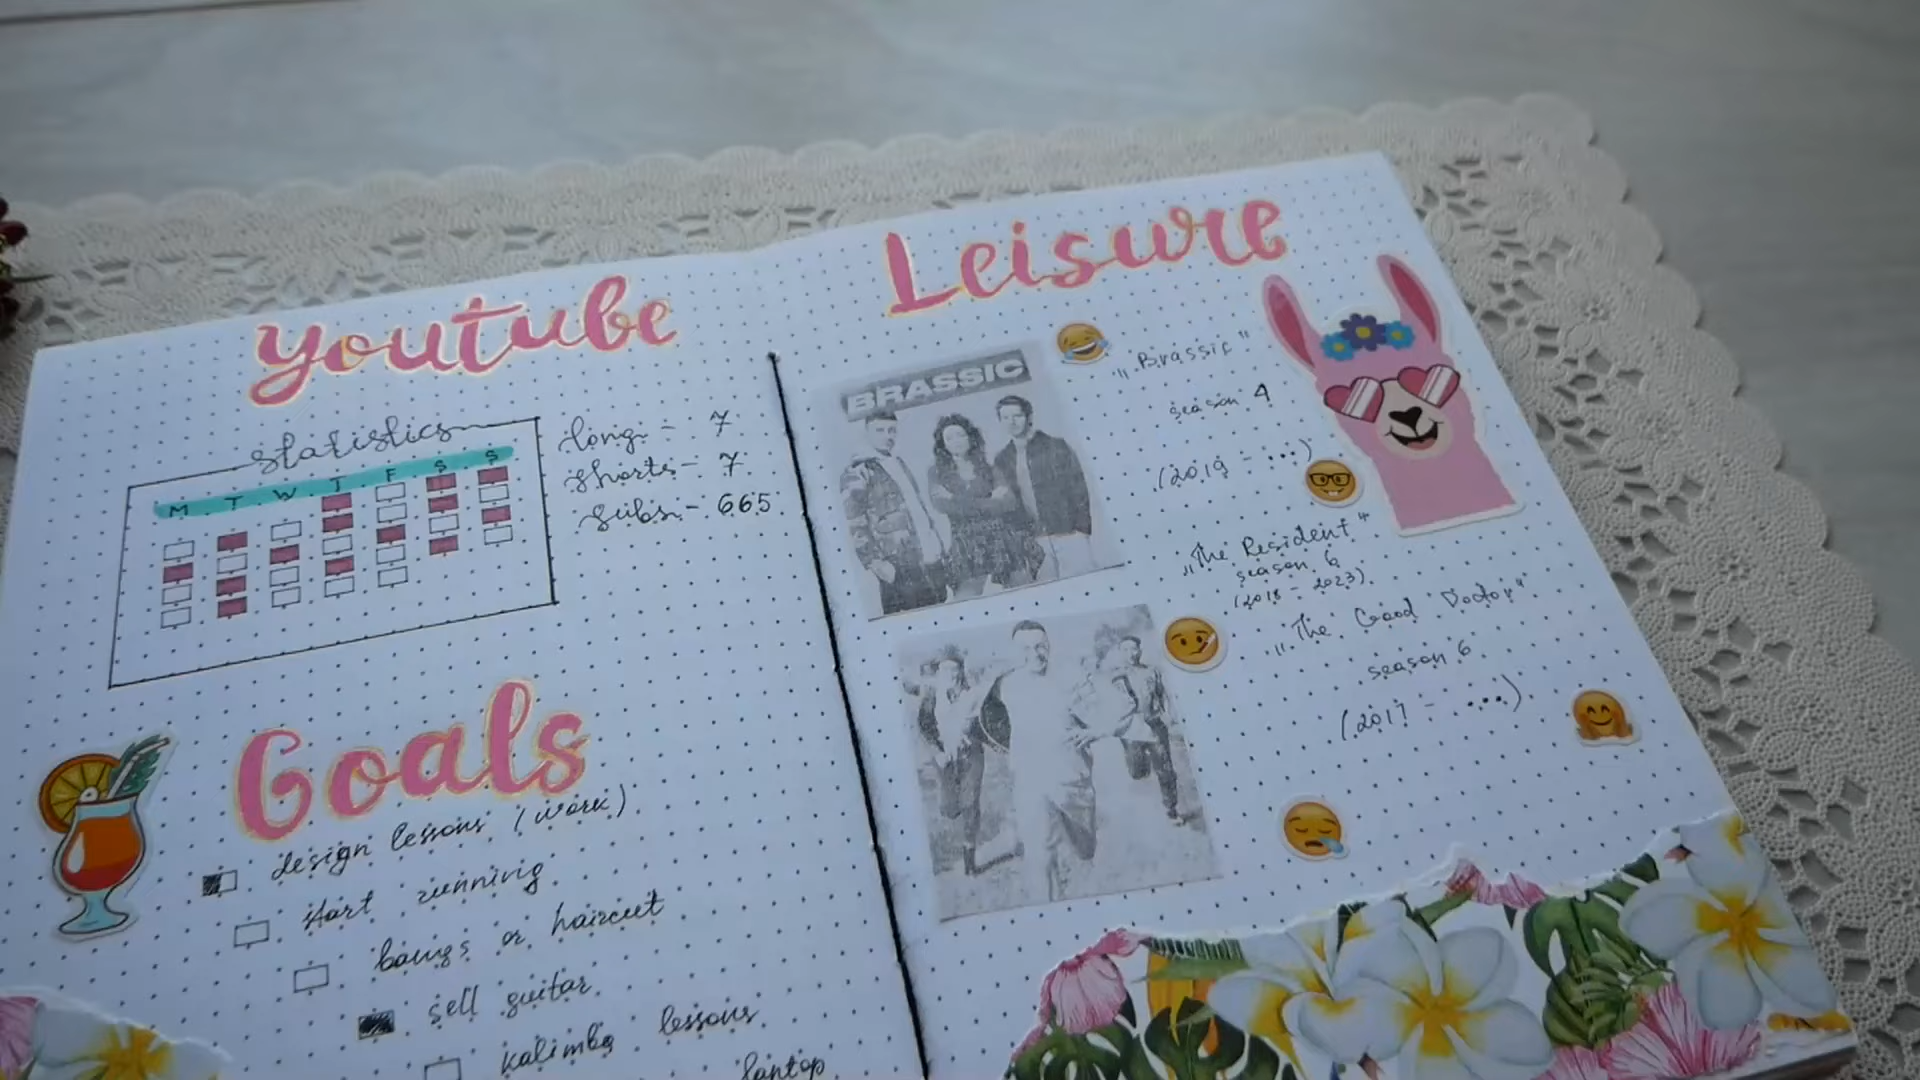 Youtube
statistics
M T W T F S S
long - 7
shorts - 7
subs - 665
Goals
design lessons (work)
start running
bangs or haircut
sell guitar
kalimba lessons
laptop
Leisure
BRASSIC
„Brassic"
season 4
(2019 - ...)
„The Resident"
season 6
(2018 - 2023)
„The Good Doctor"
season 6
(2017 - ...)